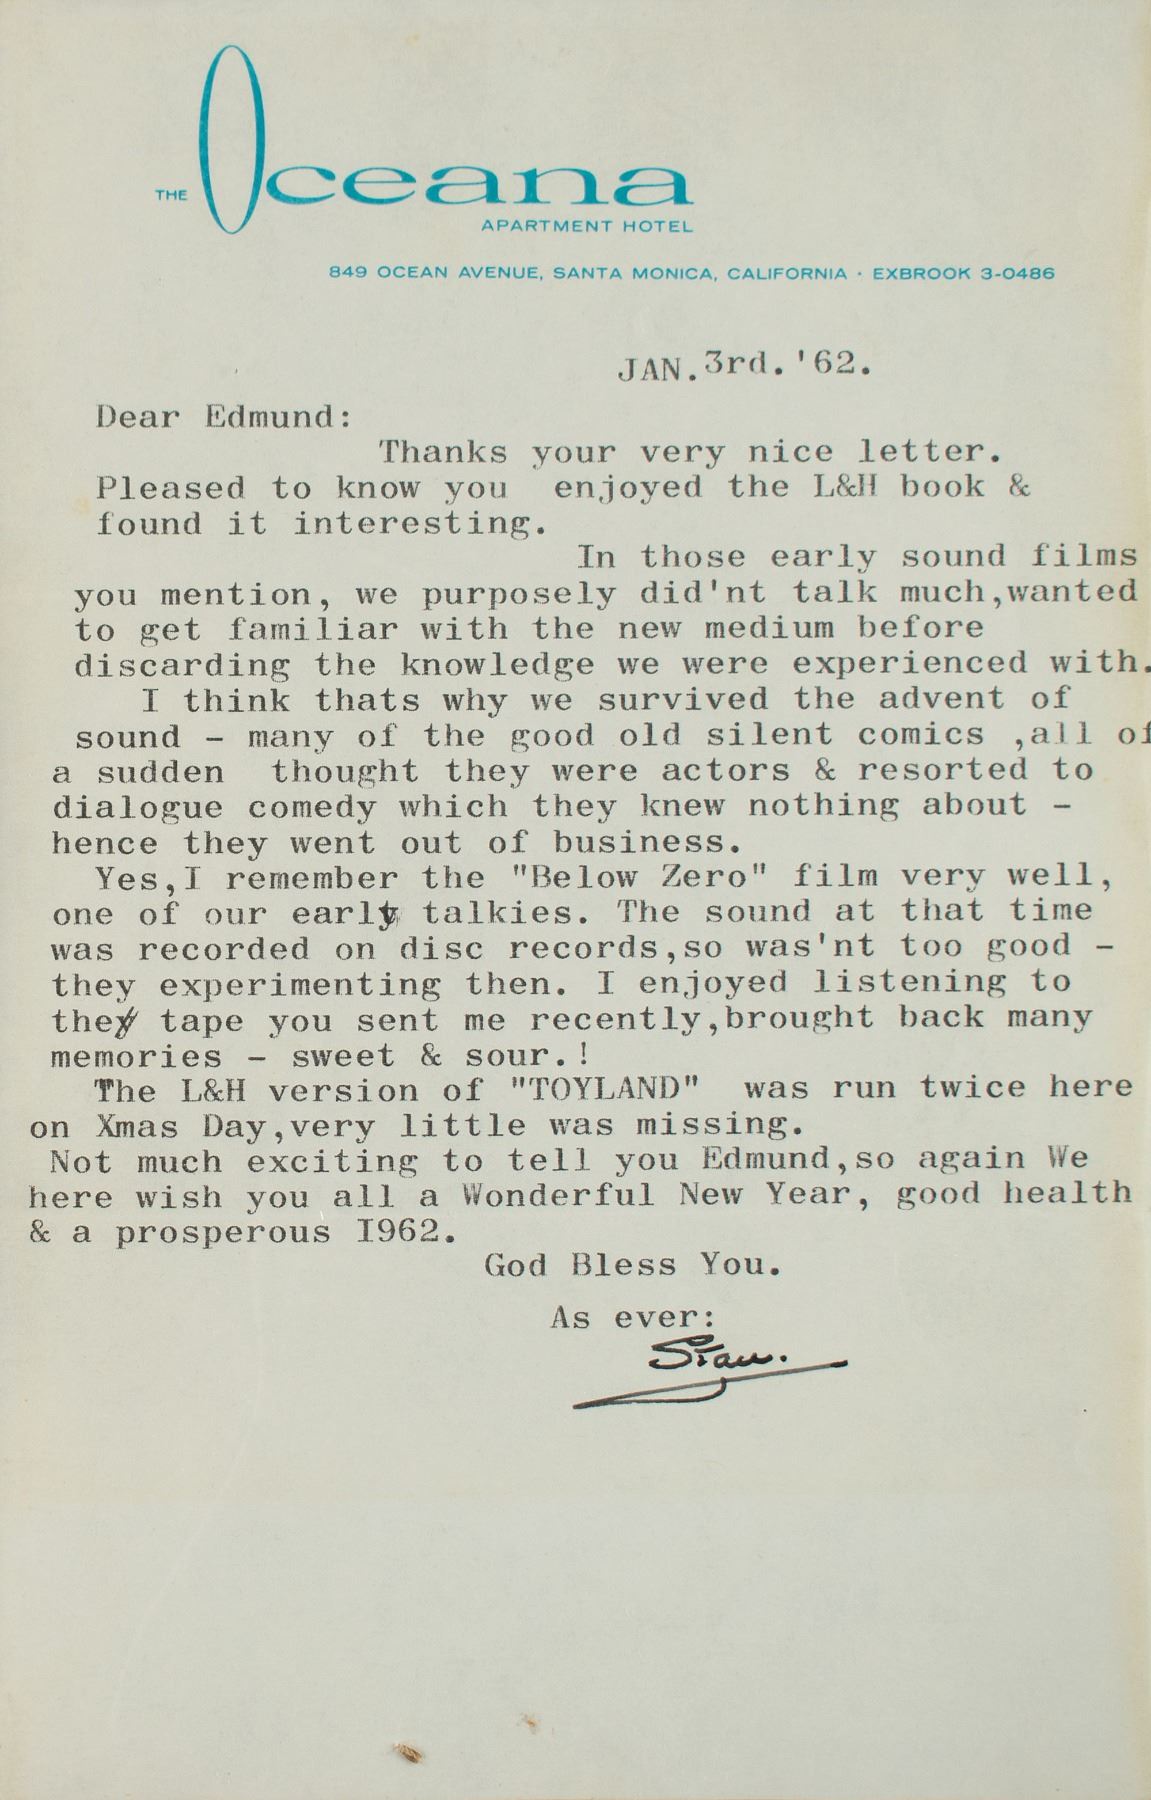 THE Oceana
APARTMENT HOTEL
849 OCEAN AVENUE, SANTA MONICA, CALIFORNIA · EXBROOK 3-0486
JAN.3rd.'62.
Dear Edmund:
Thanks your very nice letter.
Pleased to know you enjoyed the L&H book &
found it interesting.
In those early sound films
you mention, we purposely did'nt talk much,wanted
to get familiar with the new medium before
discarding the knowledge we were experienced with.
I think thats why we survived the advent of
sound - many of the good old silent comics ,all of
a sudden thought they were actors & resorted to
dialogue comedy which they knew nothing about -
hence they went out of business.
Yes,I remember the "Below Zero" film very well,
one of our early talkies. The sound at that time
was recorded on disc records,so was'nt too good -
they experimenting then. I enjoyed listening to
the tape you sent me recently,brought back many
memories - sweet & sour.!
The L&H version of "TOYLAND" was run twice here
on Xmas Day,very little was missing.
Not much exciting to tell you Edmund,so again We
here wish you all a Wonderful New Year, good health
& a prosperous I962.
God Bless You.
As ever:
Stan.